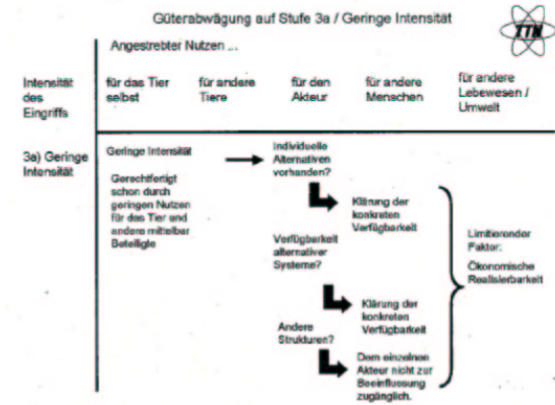 Güterabwägung auf Stufe 3a / Geringe Intensität
TTN
Angestrebter Nutzen ...
Intensität
des
Eingriffs
für das Tier
selbst
für andere
Tiere
für den
Akteur
für andere
Menschen
für andere
Lebewesen /
Umwelt
3a) Geringe
Intensität
Geringe Intensität
Gerechtfertigt
schon durch
geringen Nutzen
für das Tier und
andere mittelbar
Beteiligte
Individuelle
Alternativen
vorhanden?
Klärung der
konkreten
Verfügbarkeit
Verfügbarkeit
alternativer
Systeme?
Klärung der
konkreten
Verfügbarkeit
Andere
Strukturen?
Dem einzelnen
Akteur nicht zur
Beeinflussung
zugänglich.
Limitierender
Faktor:
Ökonomische
Realisierbarkeit